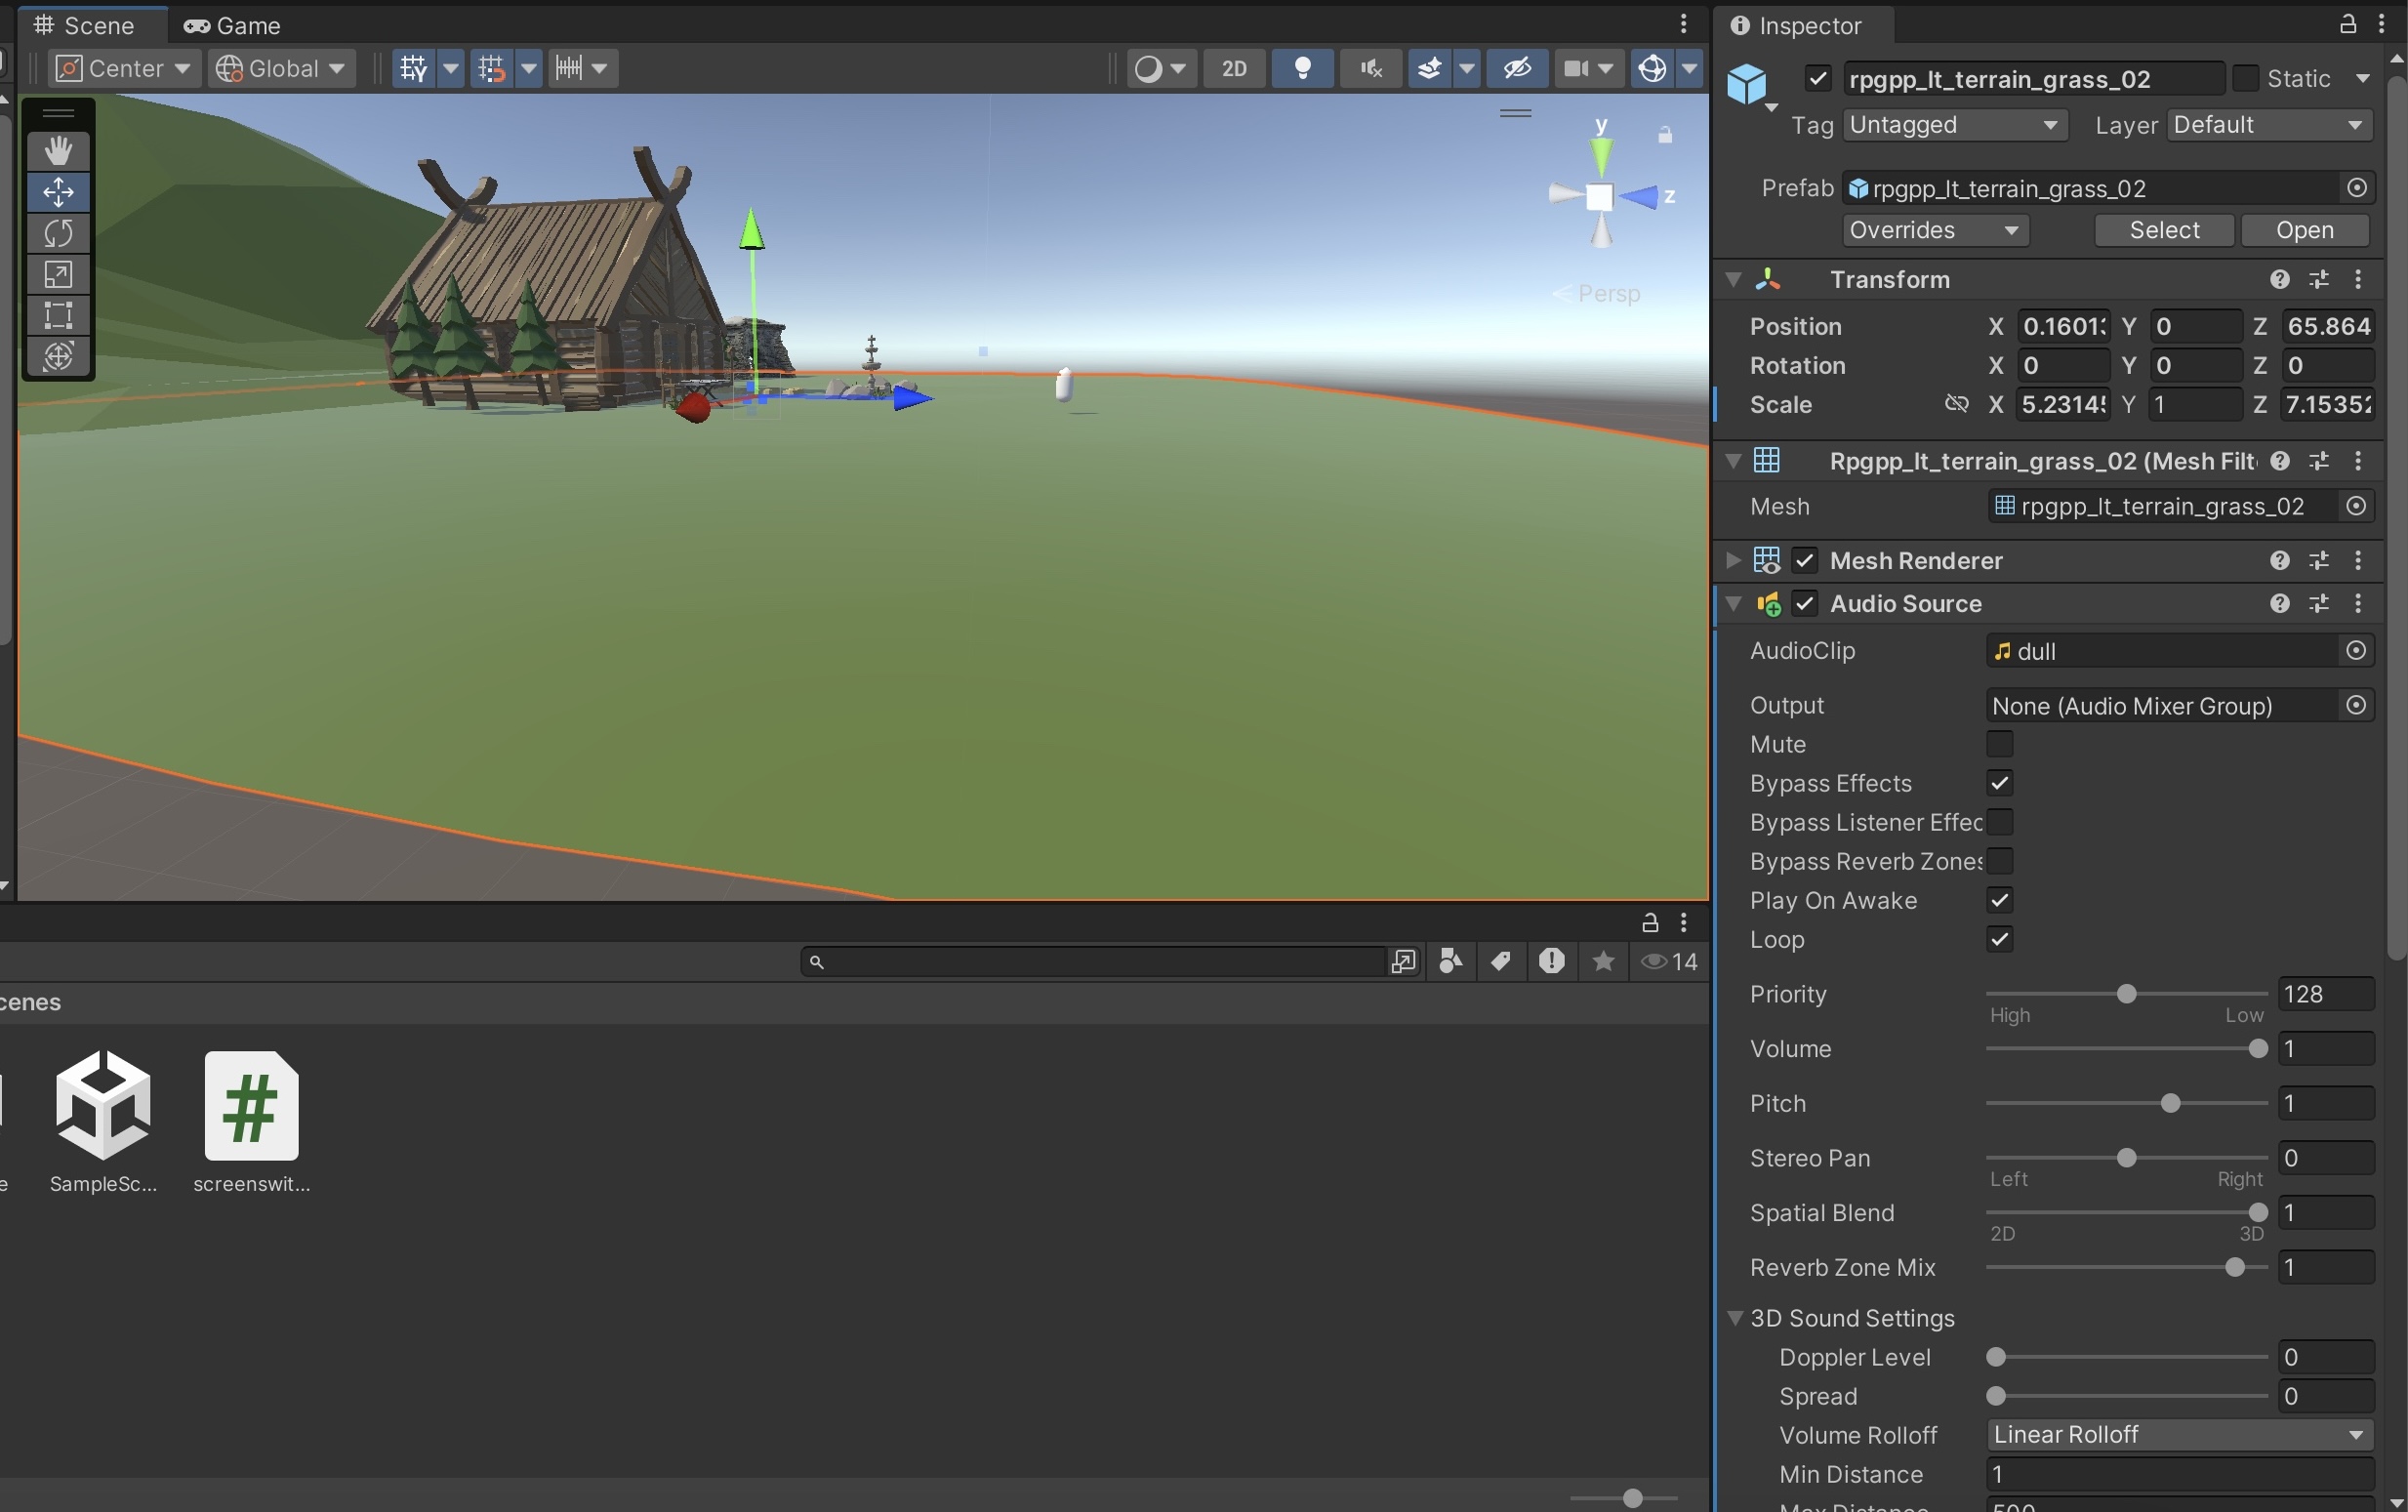 Scene
Game
Center
Global
2D
y
z
Persp
14
cenes
e
SampleSc...
screenswit...
Inspector
rpgpp_lt_terrain_grass_02
Static
Tag
Untagged
Layer
Default
Prefab
rpgpp_lt_terrain_grass_02
Overrides
Select
Open
Transform
Position
X
0.1601
Y
0
Z
65.864
Rotation
X
0
Y
0
Z
0
Scale
X
5.2314
Y
1
Z
7.1535
Rpgpp_lt_terrain_grass_02 (Mesh Filt
Mesh
rpgpp_lt_terrain_grass_02
Mesh Renderer
Audio Source
AudioClip
dull
Output
None (Audio Mixer Group)
Mute
Bypass Effects
Bypass Listener Effec
Bypass Reverb Zones
Play On Awake
Loop
Priority
128
High
Low
Volume
1
Pitch
1
Stereo Pan
0
Left
Right
Spatial Blend
1
2D
3D
Reverb Zone Mix
1
3D Sound Settings
Doppler Level
0
Spread
0
Volume Rolloff
Linear Rolloff
Min Distance
1
Max Distance
500